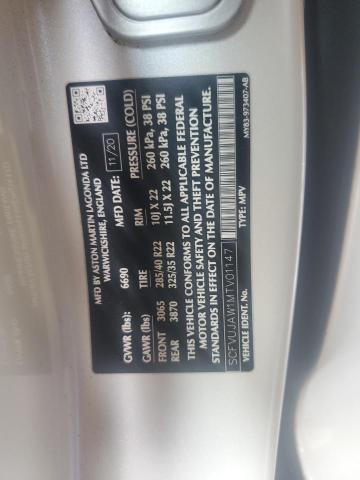 MFD BY ASTON MARTIN LAGONDA LTD
WARWICKSHIRE, ENGLAND
MFD DATE: 11/20
GVWR (lbs): 6690
GAWR (lbs): TIRE RIM PRESSURE (COLD)
FRONT 3065 285/40 R22 10J X 22 260 kPa, 38 PSI
REAR 3870 325/35 R22 11.5J X 22 260 kPa, 38 PSI
THIS VEHICLE CONFORMS TO ALL APPLICABLE FEDERAL
MOTOR VEHICLE SAFETY AND THEFT PREVENTION
STANDARDS IN EFFECT ON THE DATE OF MANUFACTURE.
SCFVUJAW1MTV01147
VEHICLE IDENT. No. TYPE: MPV MY83-973407-AB